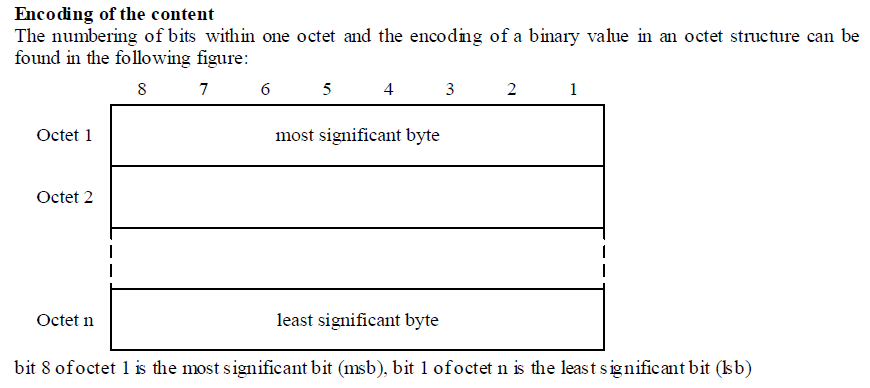 Encoding of the content
The numbering of bits within one octet and the encoding of a binary value in an octet structure can be
found in the following figure:
8 7 6 5 4 3 2 1
Octet 1 most significant byte
Octet 2
Octet n least significant byte
bit 8 of octet 1 is the most significant bit (msb), bit 1 of octet n is the least significant bit (lsb)